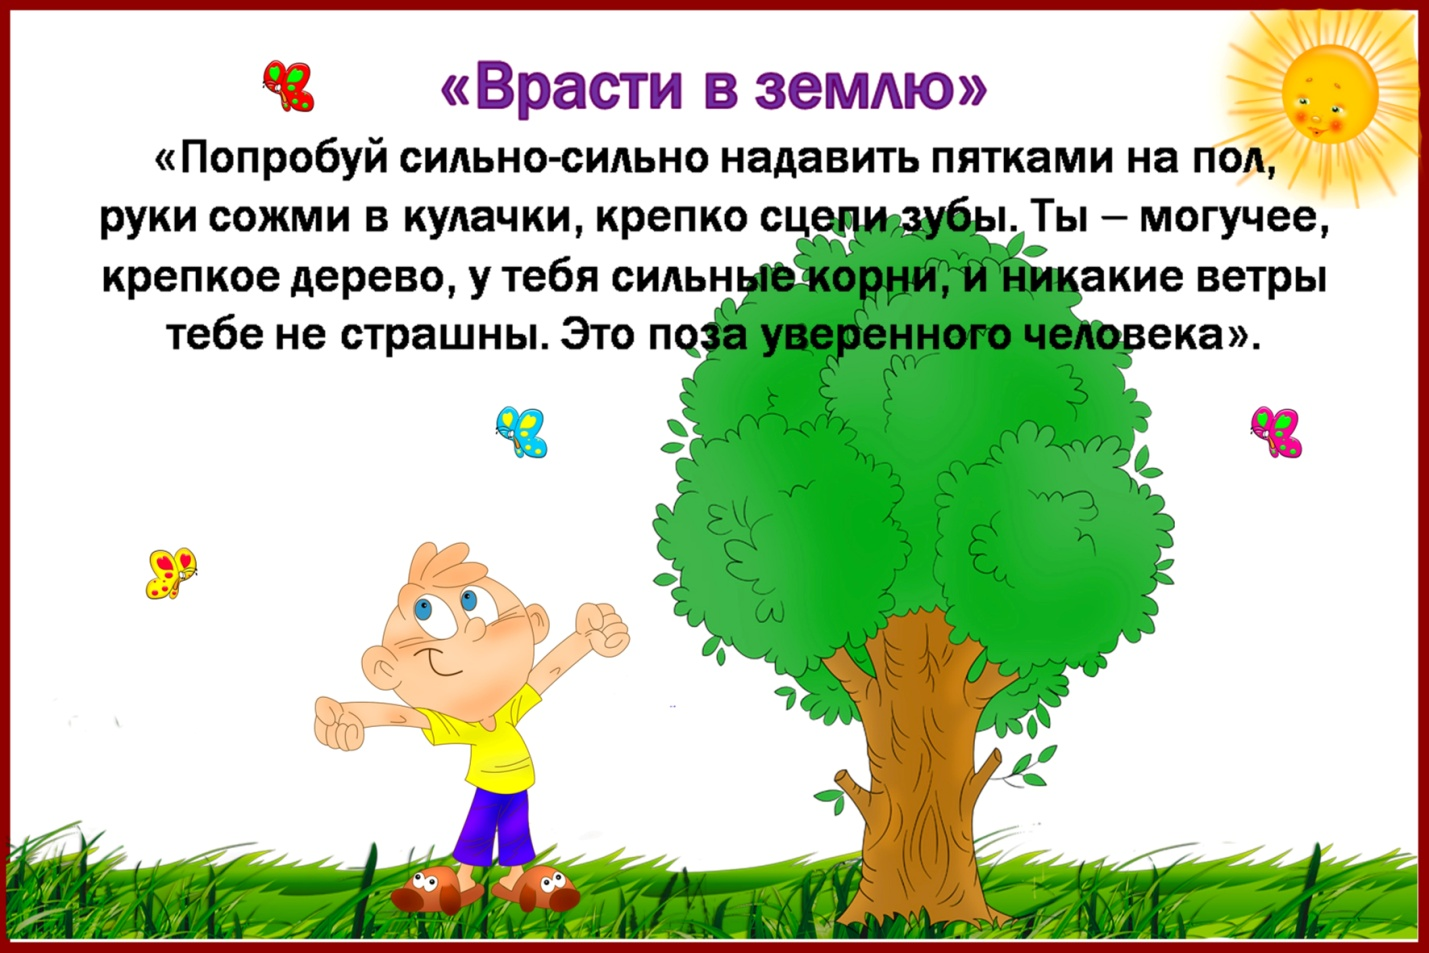 «Врасти в землю»
«Попробуй сильно-сильно надавить пятками на пол,
руки сожми в кулачки, крепко сцепи зубы. Ты – могучее,
крепкое дерево, у тебя сильные корни, и никакие ветры
тебе не страшны. Это поза уверенного человека».